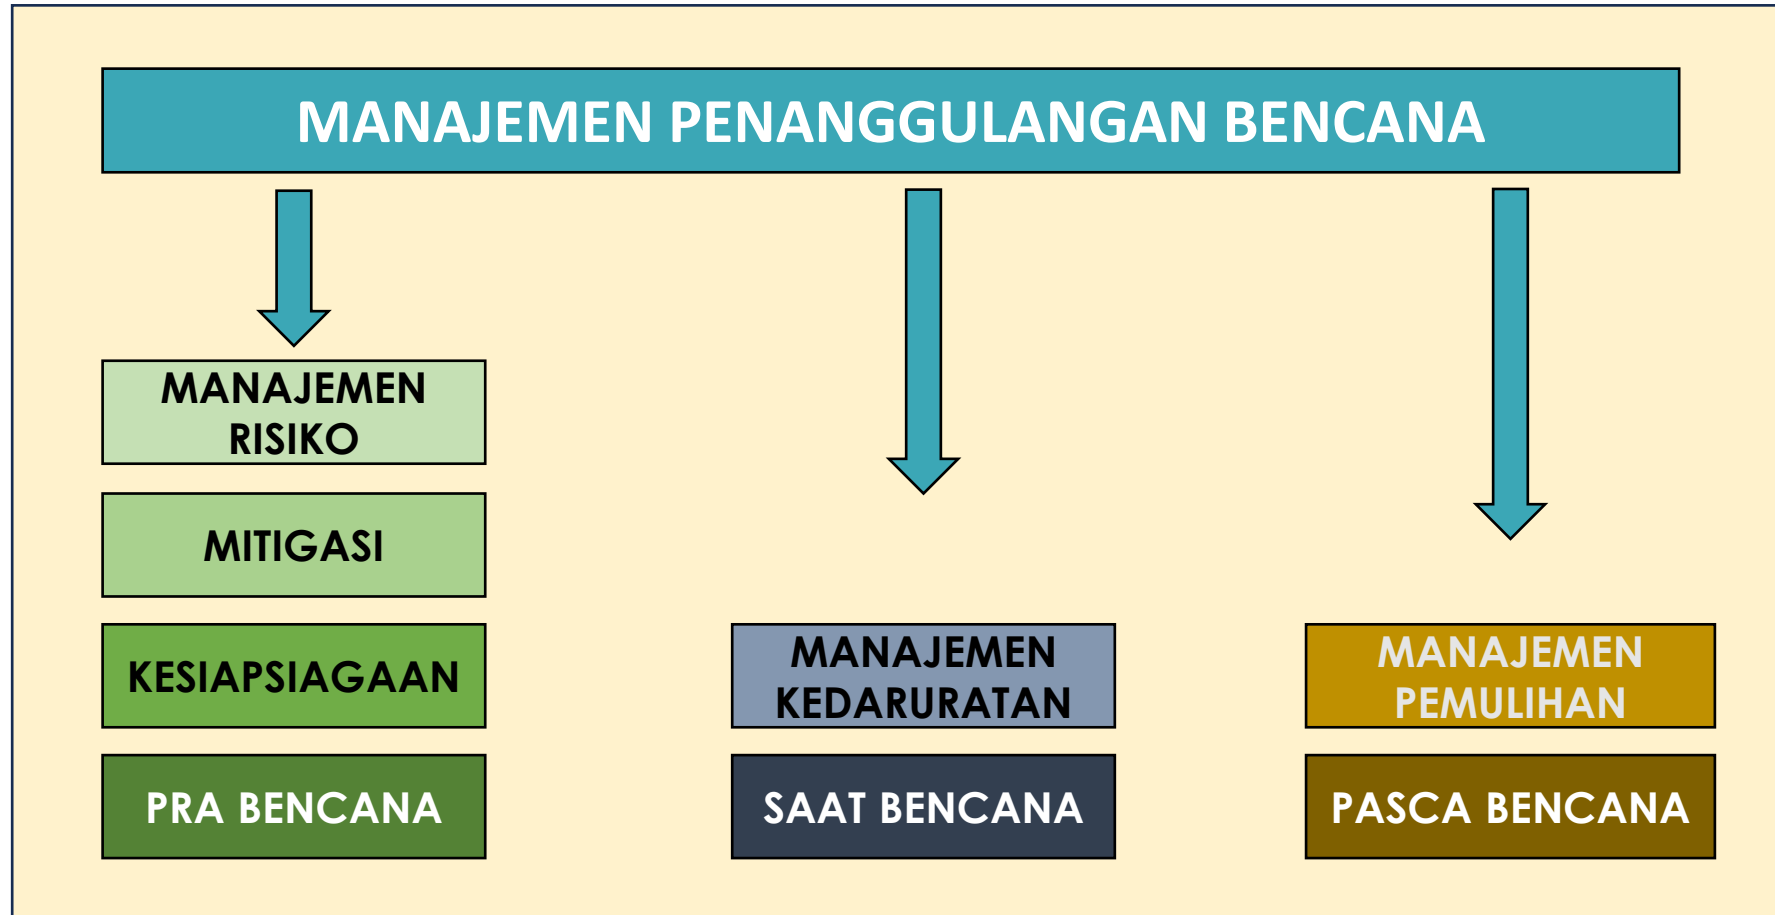 MANAJEMEN PENANGGULANGAN BENCANA
MANAJEMEN
RISIKO
MITIGASI
KESIAPSIAGAAN
PRA BENCANA
MANAJEMEN
KEDARURATAN
SAAT BENCANA
MANAJEMEN
PEMULIHAN
PASCA BENCANA